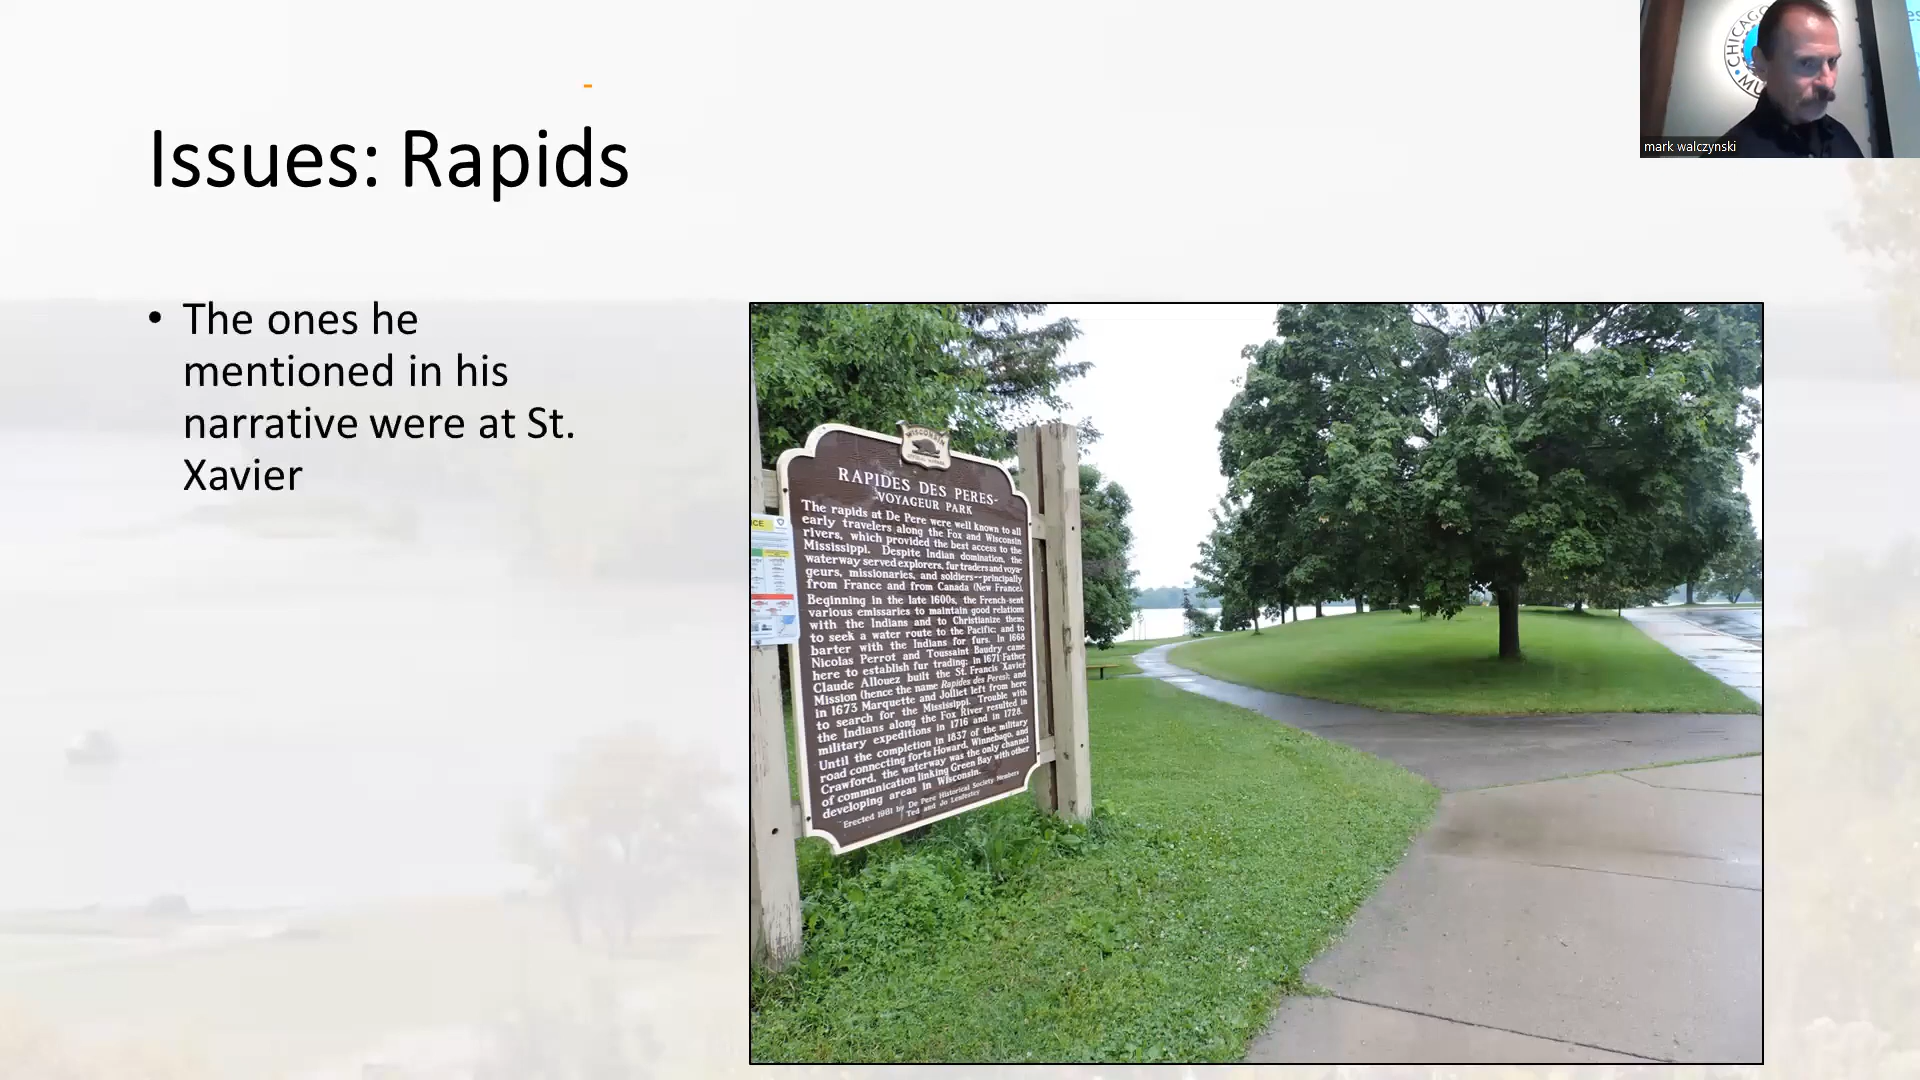 Issues: Rapids
• The ones he
mentioned in his
narrative were at St.
Xavier
CHICAGO
MU
mark walczynski
WISCONSIN
RAPIDES DES PERES-
VOYAGEUR PARK
The rapids at De Pere were well known to all
early travelers along the Fox and Wisconsin
rivers, which provided the best access to the
Mississippi. Despite Indian domination, the
waterway served explorers, fur traders and voya-
geurs, missionaries, and soldiers--principally
from France and from Canada (New France).
Beginning in the late 1600s, the French sent
various emissaries to maintain good relations
with the Indians and to Christianize them;
to seek a water route to the Pacific; and to
barter with the Indians for furs. In 1668
Nicolas Perrot and Toussaint Baudry came
here to establish fur trading; in 1671 Father
Claude Allouez built the St. Francis Xavier
Mission (hence the name Rapides des Peres); and
in 1673 Marquette and Jolliet left from here
to search for the Mississippi. Trouble with
the Indians along the Fox River resulted in
military expeditions in 1716 and in 1728.
Until the completion in 1837 of the military
road connecting forts Howard, Winnebago, and
Crawford, the waterway was the only channel
of communication linking Green Bay with other
developing areas in Wisconsin.
Erected 1981 by De Pere Historical Society Members
Ted and Jo Lenfestey